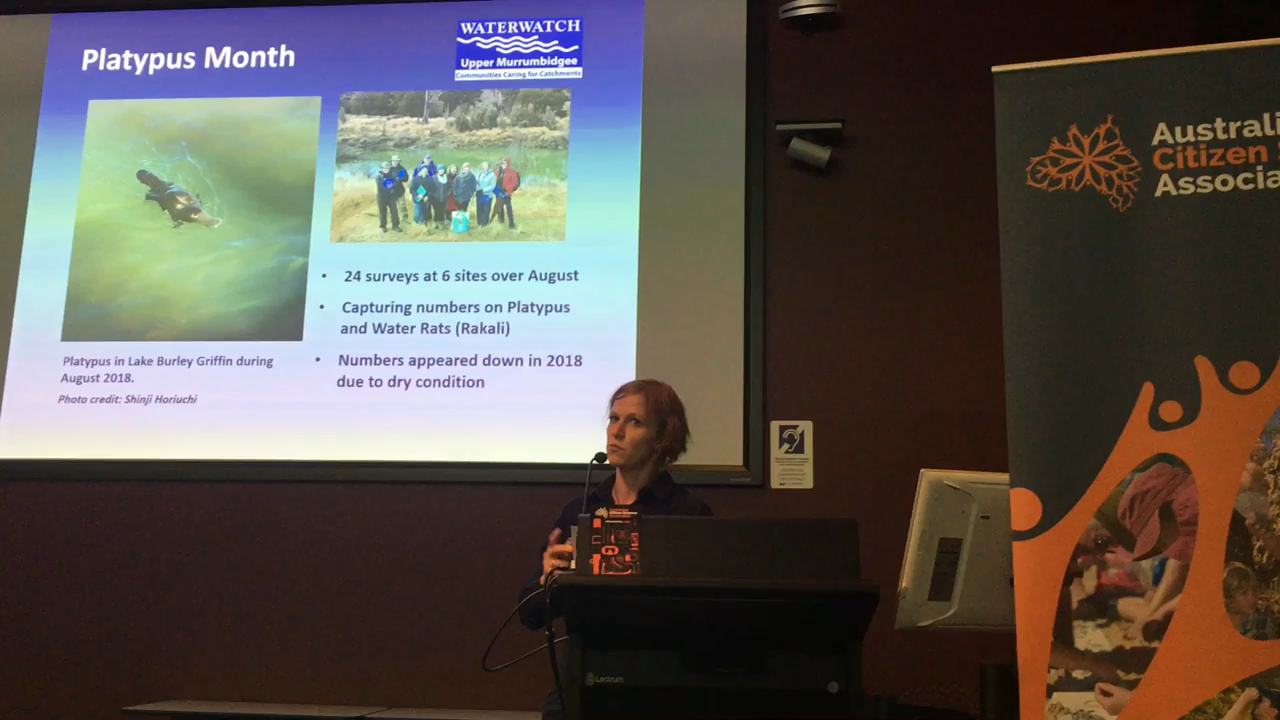 Platypus Month
WATERWATCH
Upper Murrumbidgee
Communities Caring for Catchments
• 24 surveys at 6 sites over August
• Capturing numbers on Platypus
and Water Rats (Rakali)
• Numbers appeared down in 2018
due to dry condition
Platypus in Lake Burley Griffin during
August 2018.
Photo credit: Shinji Horiuchi
Australi
Citizen
Associa
Lectrum